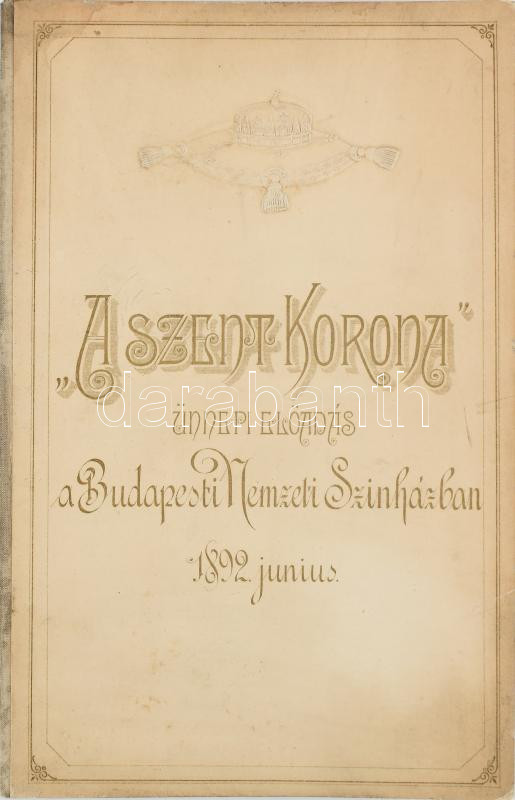 „A SZENT KORONA”
darabanth
ÜNNEPI ELŐADÁS
a Budapesti Nemzeti Szinházban
1892. junius.